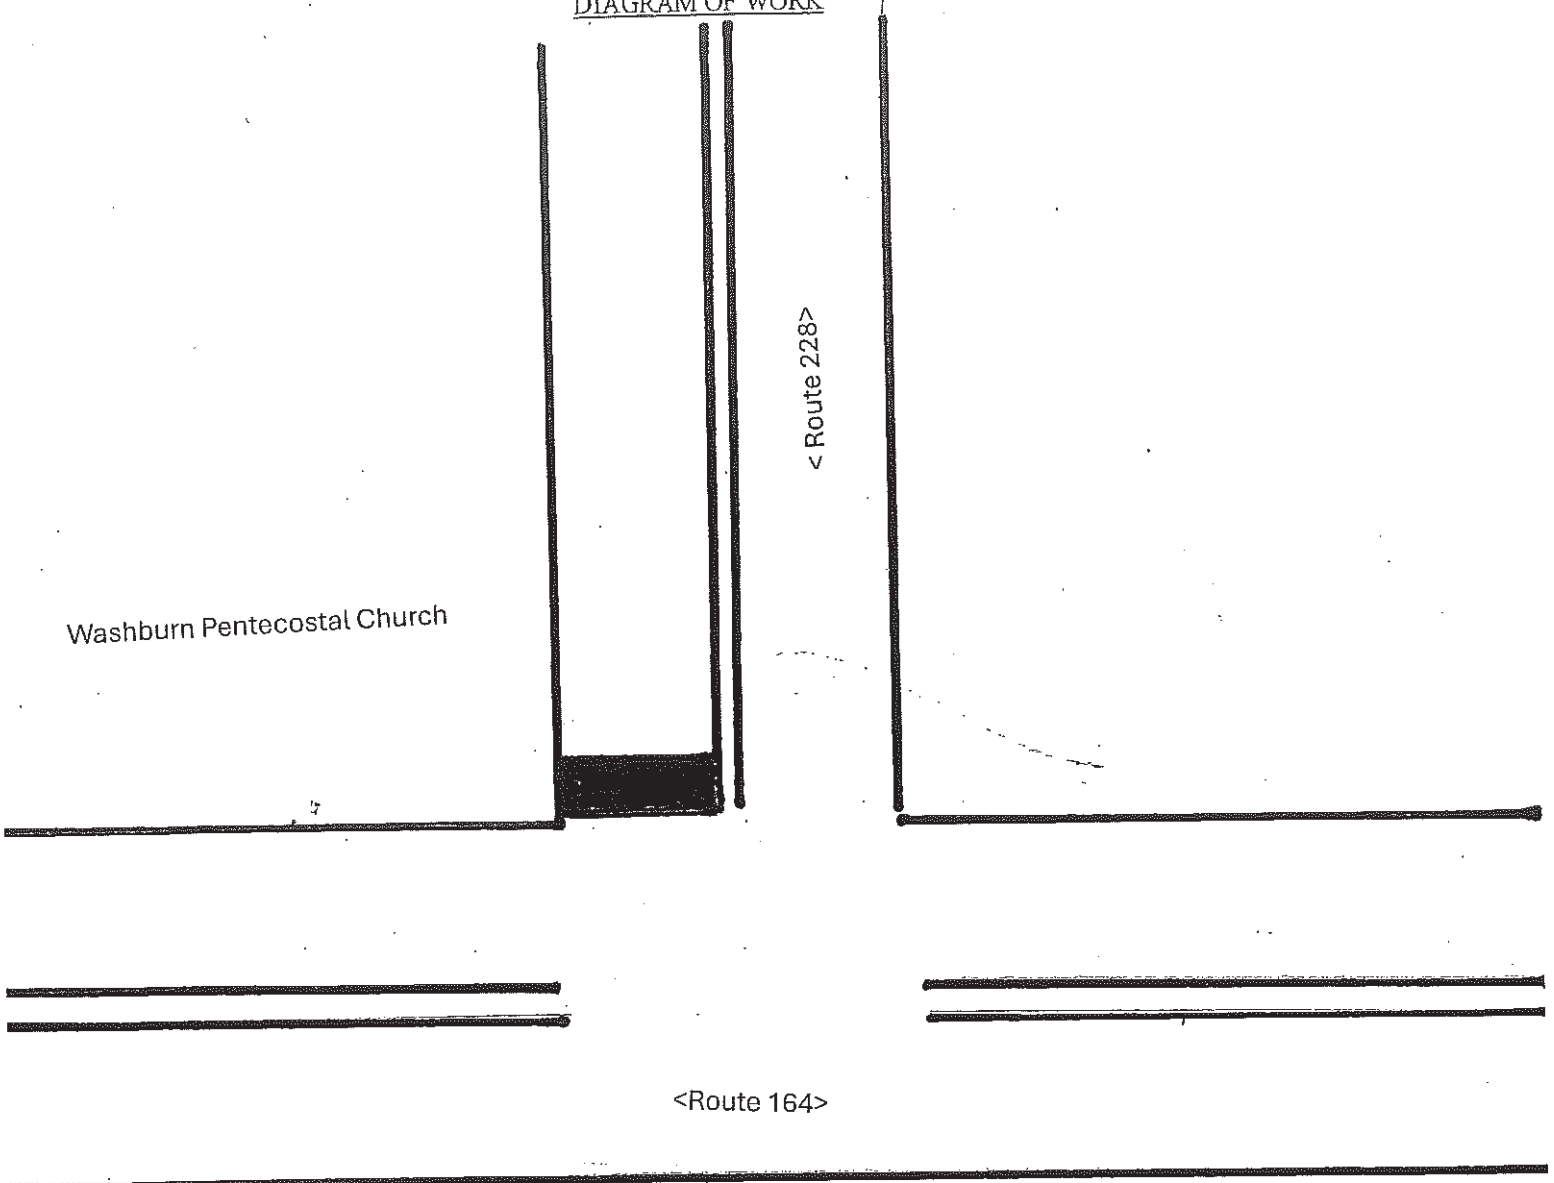 DIAGRAM OF WORK
< Route 228>
Washburn Pentecostal Church
<Route 164>